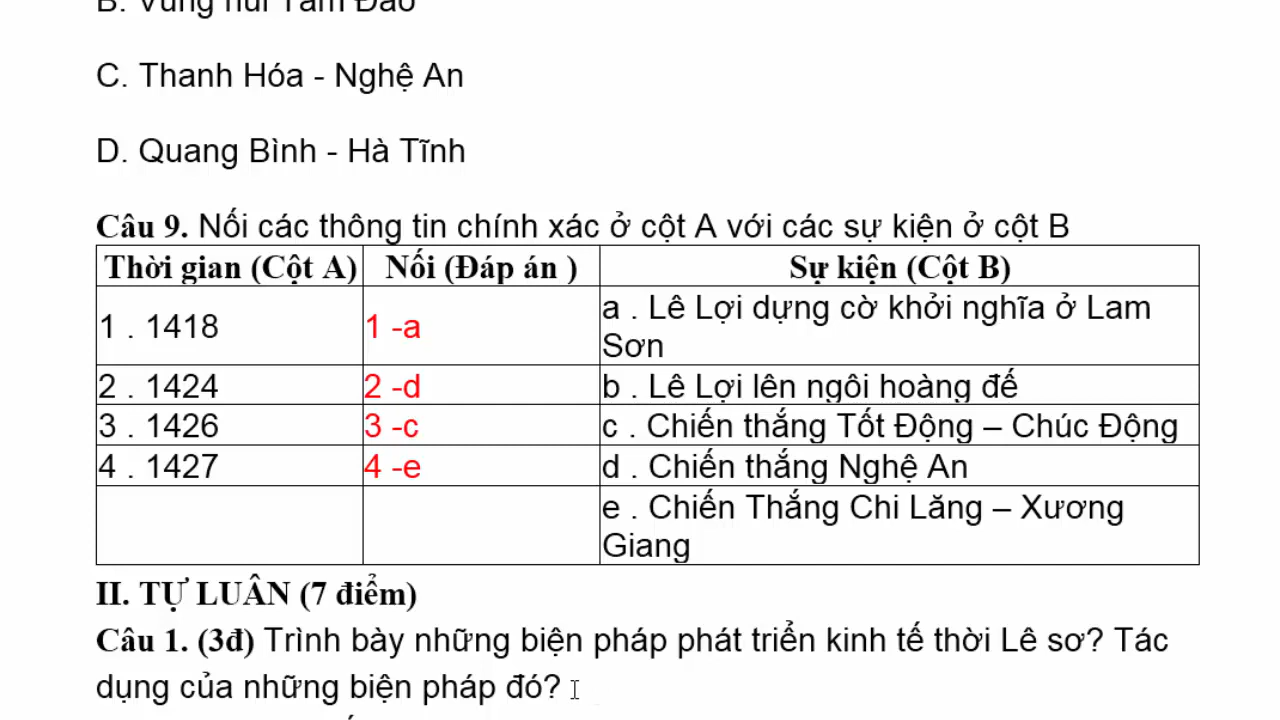 B. Vùng núi Tam Đảo
C. Thanh Hóa - Nghệ An
D. Quang Bình - Hà Tĩnh
Câu 9. Nối các thông tin chính xác ở cột A với các sự kiện ở cột B
Thời gian (Cột A) Nối (Đáp án ) Sự kiện (Cột B)
1 . 1418 1 -a a . Lê Lợi dựng cờ khởi nghĩa ở Lam
Sơn
2 . 1424 2 -d b . Lê Lợi lên ngôi hoàng đế
3 . 1426 3 -c c . Chiến thắng Tốt Động – Chúc Động
4 . 1427 4 -e d . Chiến thắng Nghệ An
e . Chiến Thắng Chi Lăng – Xương
Giang
II. TỰ LUÂN (7 điểm)
Câu 1. (3đ) Trình bày những biện pháp phát triển kinh tế thời Lê sơ? Tác
dụng của những biện pháp đó?